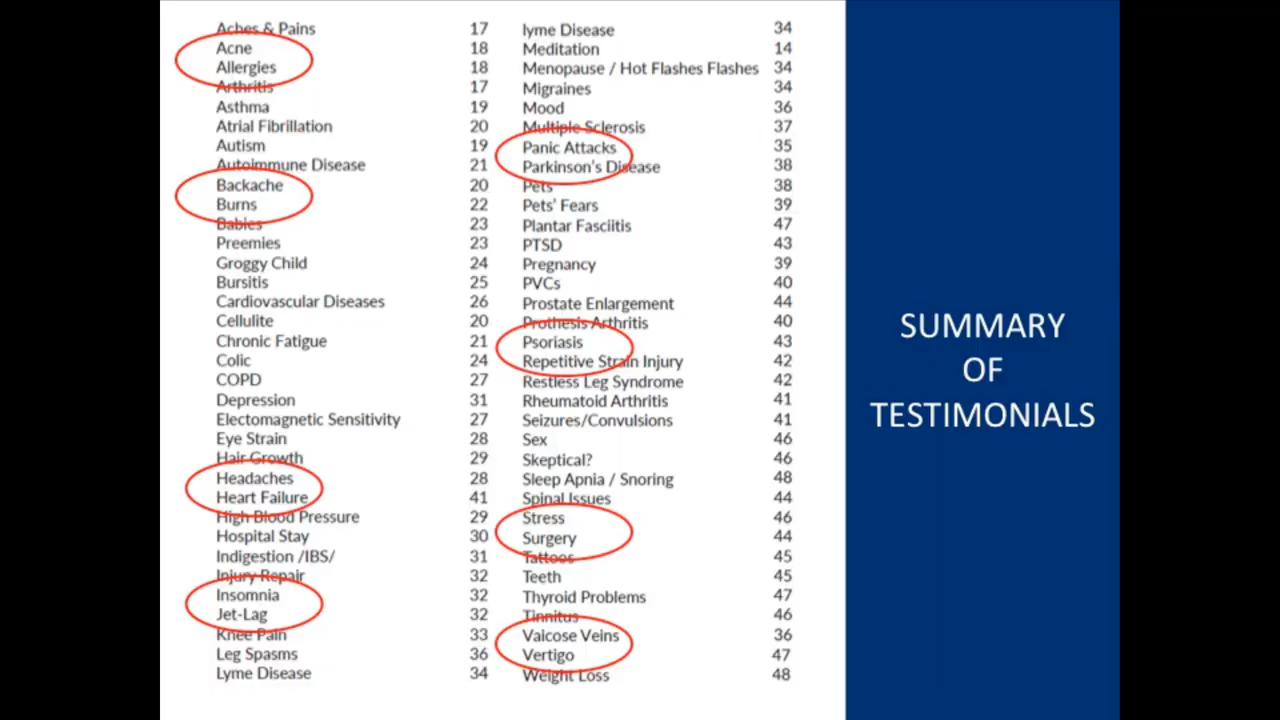 Aches & Pains 17
Acne 18
Allergies 18
Arthritis 17
Asthma 19
Atrial Fibrillation 20
Autism 19
Autoimmune Disease 21
Backache 20
Burns 22
Babies 23
Preemies 23
Groggy Child 24
Bursitis 25
Cardiovascular Diseases 26
Cellulite 20
Chronic Fatigue 21
Colic 24
COPD 27
Depression 31
Electomagnetic Sensitivity 27
Eye Strain 28
Hair Growth 29
Headaches 28
Heart Failure 41
High Blood Pressure 29
Hospital Stay 30
Indigestion /IBS/ 31
Injury Repair 32
Insomnia 32
Jet-Lag 32
Knee Pain 33
Leg Spasms 36
Lyme Disease 34
lyme Disease 34
Meditation 14
Menopause / Hot Flashes Flashes 34
Migraines 34
Mood 36
Multiple Sclerosis 37
Panic Attacks 35
Parkinson's Disease 38
Pets 38
Pets' Fears 39
Plantar Fasciitis 47
PTSD 43
Pregnancy 39
PVCs 40
Prostate Enlargement 44
Prothesis Arthritis 40
Psoriasis 43
Repetitive Strain Injury 42
Restless Leg Syndrome 42
Rheumatoid Arthritis 41
Seizures/Convulsions 41
Sex 46
Skeptical? 46
Sleep Apnia / Snoring 48
Spinal Issues 44
Stress 46
Surgery 44
Tattoos 45
Teeth 45
Thyroid Problems 47
Tinnitus 46
Vaicose Veins 36
Vertigo 47
Weight Loss 48
SUMMARY
OF
TESTIMONIALS